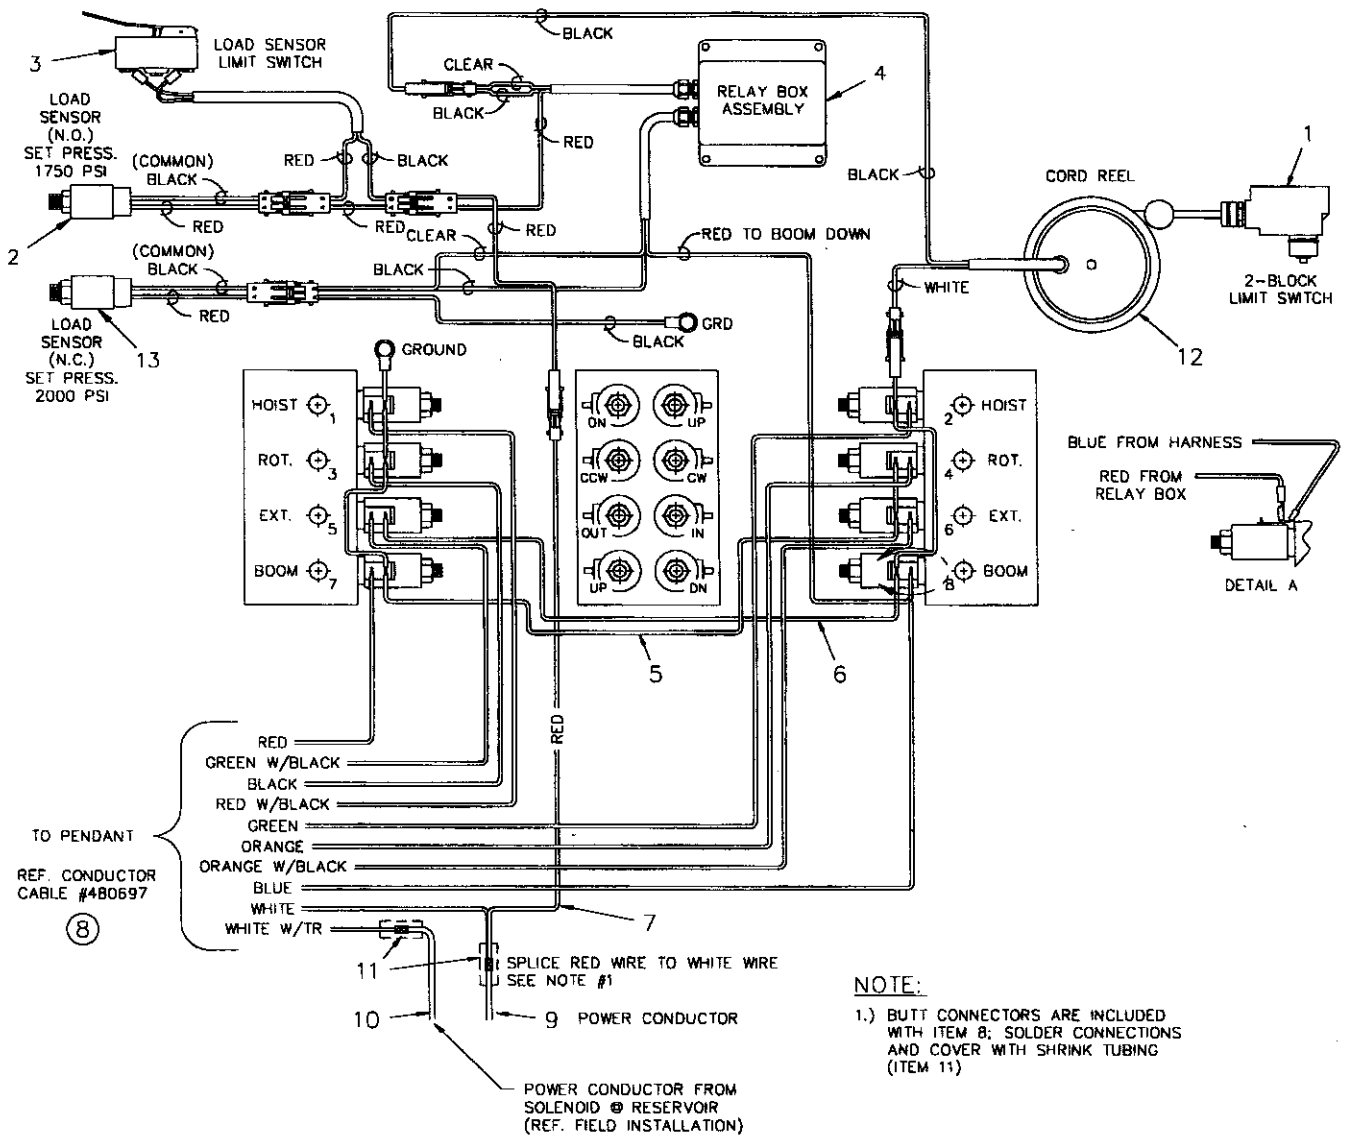 BLACK
3
LOAD SENSOR
LIMIT SWITCH
CLEAR
BLACK
RED
RELAY BOX
ASSEMBLY
4
LOAD
SENSOR
(N.O.)
SET PRESS.
1750 PSI
(COMMON)
BLACK
RED
BLACK
RED
RED
CLEAR
RED
2
BLACK
1
CORD REEL
2-BLOCK
LIMIT SWITCH
12
RED TO BOOM DOWN
WHITE
(COMMON)
BLACK
BLACK
RED
GRD
BLACK
LOAD
SENSOR
(N.C.)
SET PRESS.
2000 PSI
13
GROUND
HOIST
1
ROT.
3
EXT.
5
BOOM
7
DN
UP
CCW
CW
OUT
IN
UP
DN
2
HOIST
4
ROT.
6
EXT.
8
BOOM
BLUE FROM HARNESS
RED FROM
RELAY BOX
DETAIL A
5
6
RED
RED
GREEN W/BLACK
BLACK
RED W/BLACK
GREEN
ORANGE
ORANGE W/BLACK
BLUE
WHITE
WHITE W/TR
TO PENDANT
REF. CONDUCTOR
CABLE #480697
8
7
11
SPLICE RED WIRE TO WHITE WIRE
SEE NOTE #1
10
9
POWER CONDUCTOR
POWER CONDUCTOR FROM
SOLENOID @ RESERVOIR
(REF. FIELD INSTALLATION)
NOTE:
1.) BUTT CONNECTORS ARE INCLUDED
WITH ITEM 8; SOLDER CONNECTIONS
AND COVER WITH SHRINK TUBING
(ITEM 11)